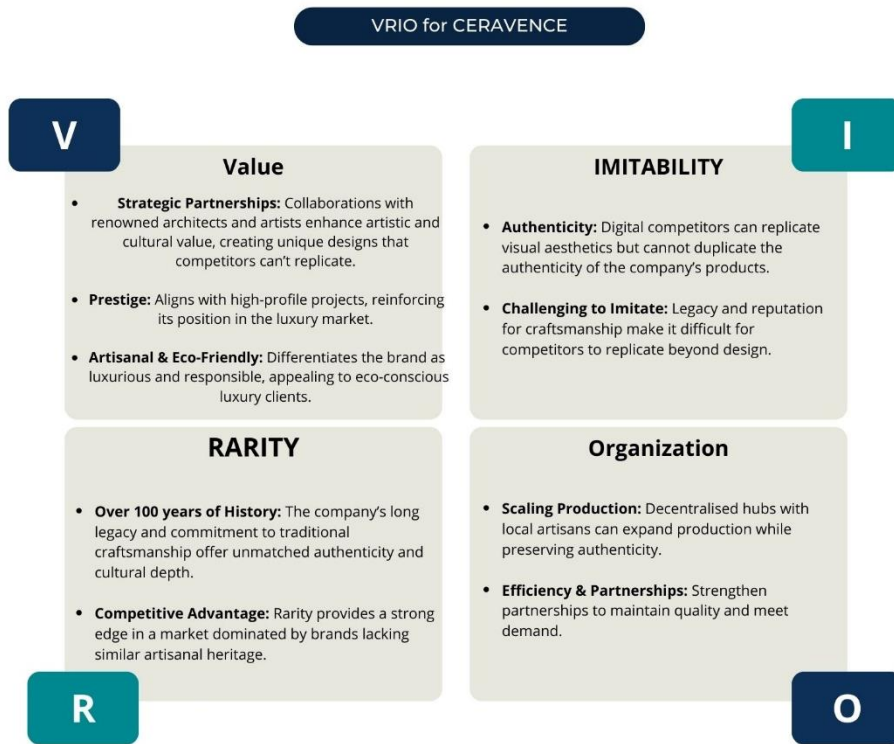 VRIO for CERAVENCE
V
Value
• Strategic Partnerships: Collaborations with
renowned architects and artists enhance artistic and
cultural value, creating unique designs that
competitors can’t replicate.
• Prestige: Aligns with high-profile projects, reinforcing
its position in the luxury market.
• Artisanal & Eco-Friendly: Differentiates the brand as
luxurious and responsible, appealing to eco-conscious
luxury clients.
I
IMITABILITY
• Authenticity: Digital competitors can replicate
visual aesthetics but cannot duplicate the
authenticity of the company’s products.
• Challenging to Imitate: Legacy and reputation
for craftsmanship make it difficult for
competitors to replicate beyond design.
RARITY
• Over 100 years of History: The company’s long
legacy and commitment to traditional
craftsmanship offer unmatched authenticity and
cultural depth.
• Competitive Advantage: Rarity provides a strong
edge in a market dominated by brands lacking
similar artisanal heritage.
R
Organization
• Scaling Production: Decentralised hubs with
local artisans can expand production while
preserving authenticity.
• Efficiency & Partnerships: Strengthen
partnerships to maintain quality and meet
demand.
O